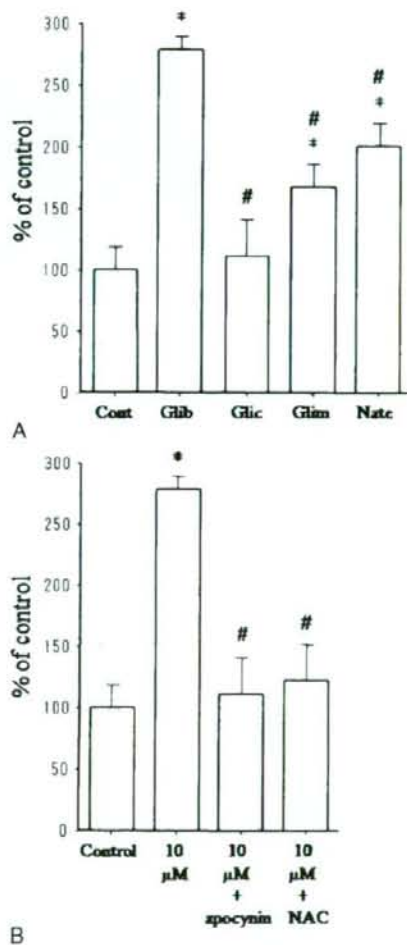 300
250
200
150
100
50
0
% of control
*
#
# *
# *
Cont Glib Glic Glim Nate
A
300
250
200
150
100
50
0
% of control
*
#
#
Control 10 10 10
μM μM μM
+ +
apocynin NAC
B